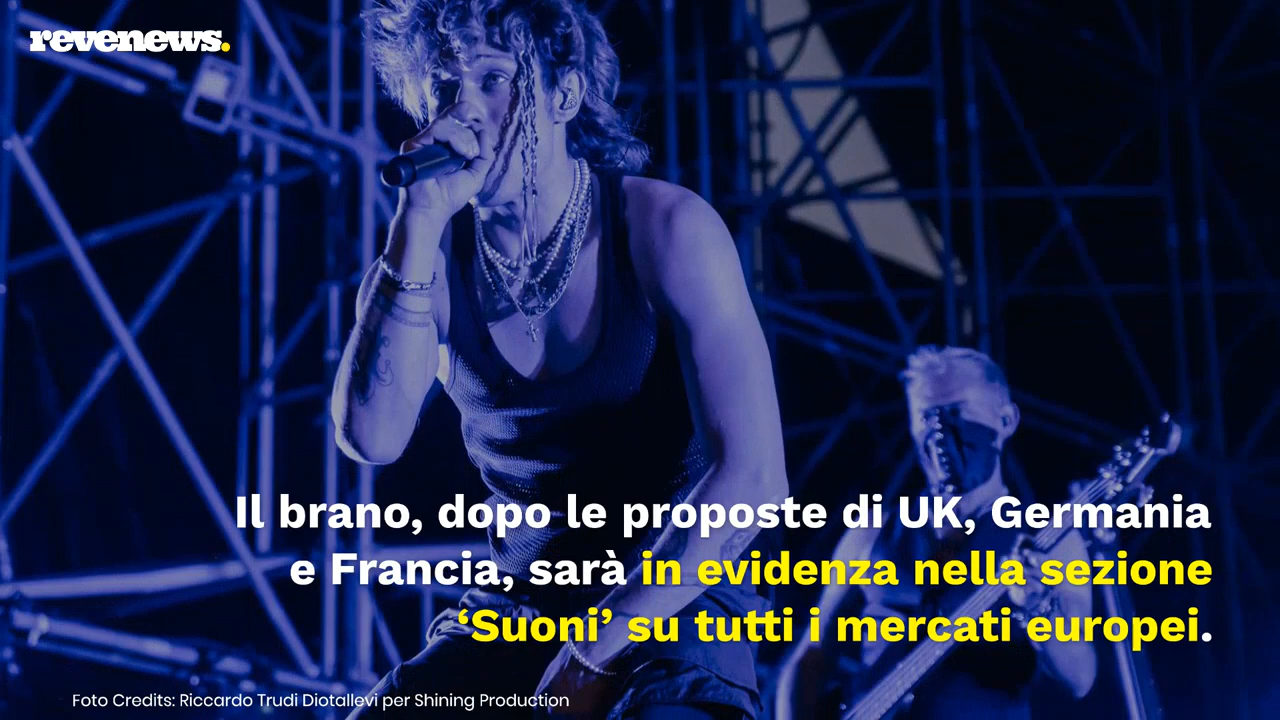 revenews.
Il brano, dopo le proposte di UK, Germania
e Francia, sarà in evidenza nella sezione
‘Suoni’ su tutti i mercati europei.
Foto Credits: Riccardo Trudi Diotallevi per Shining Production